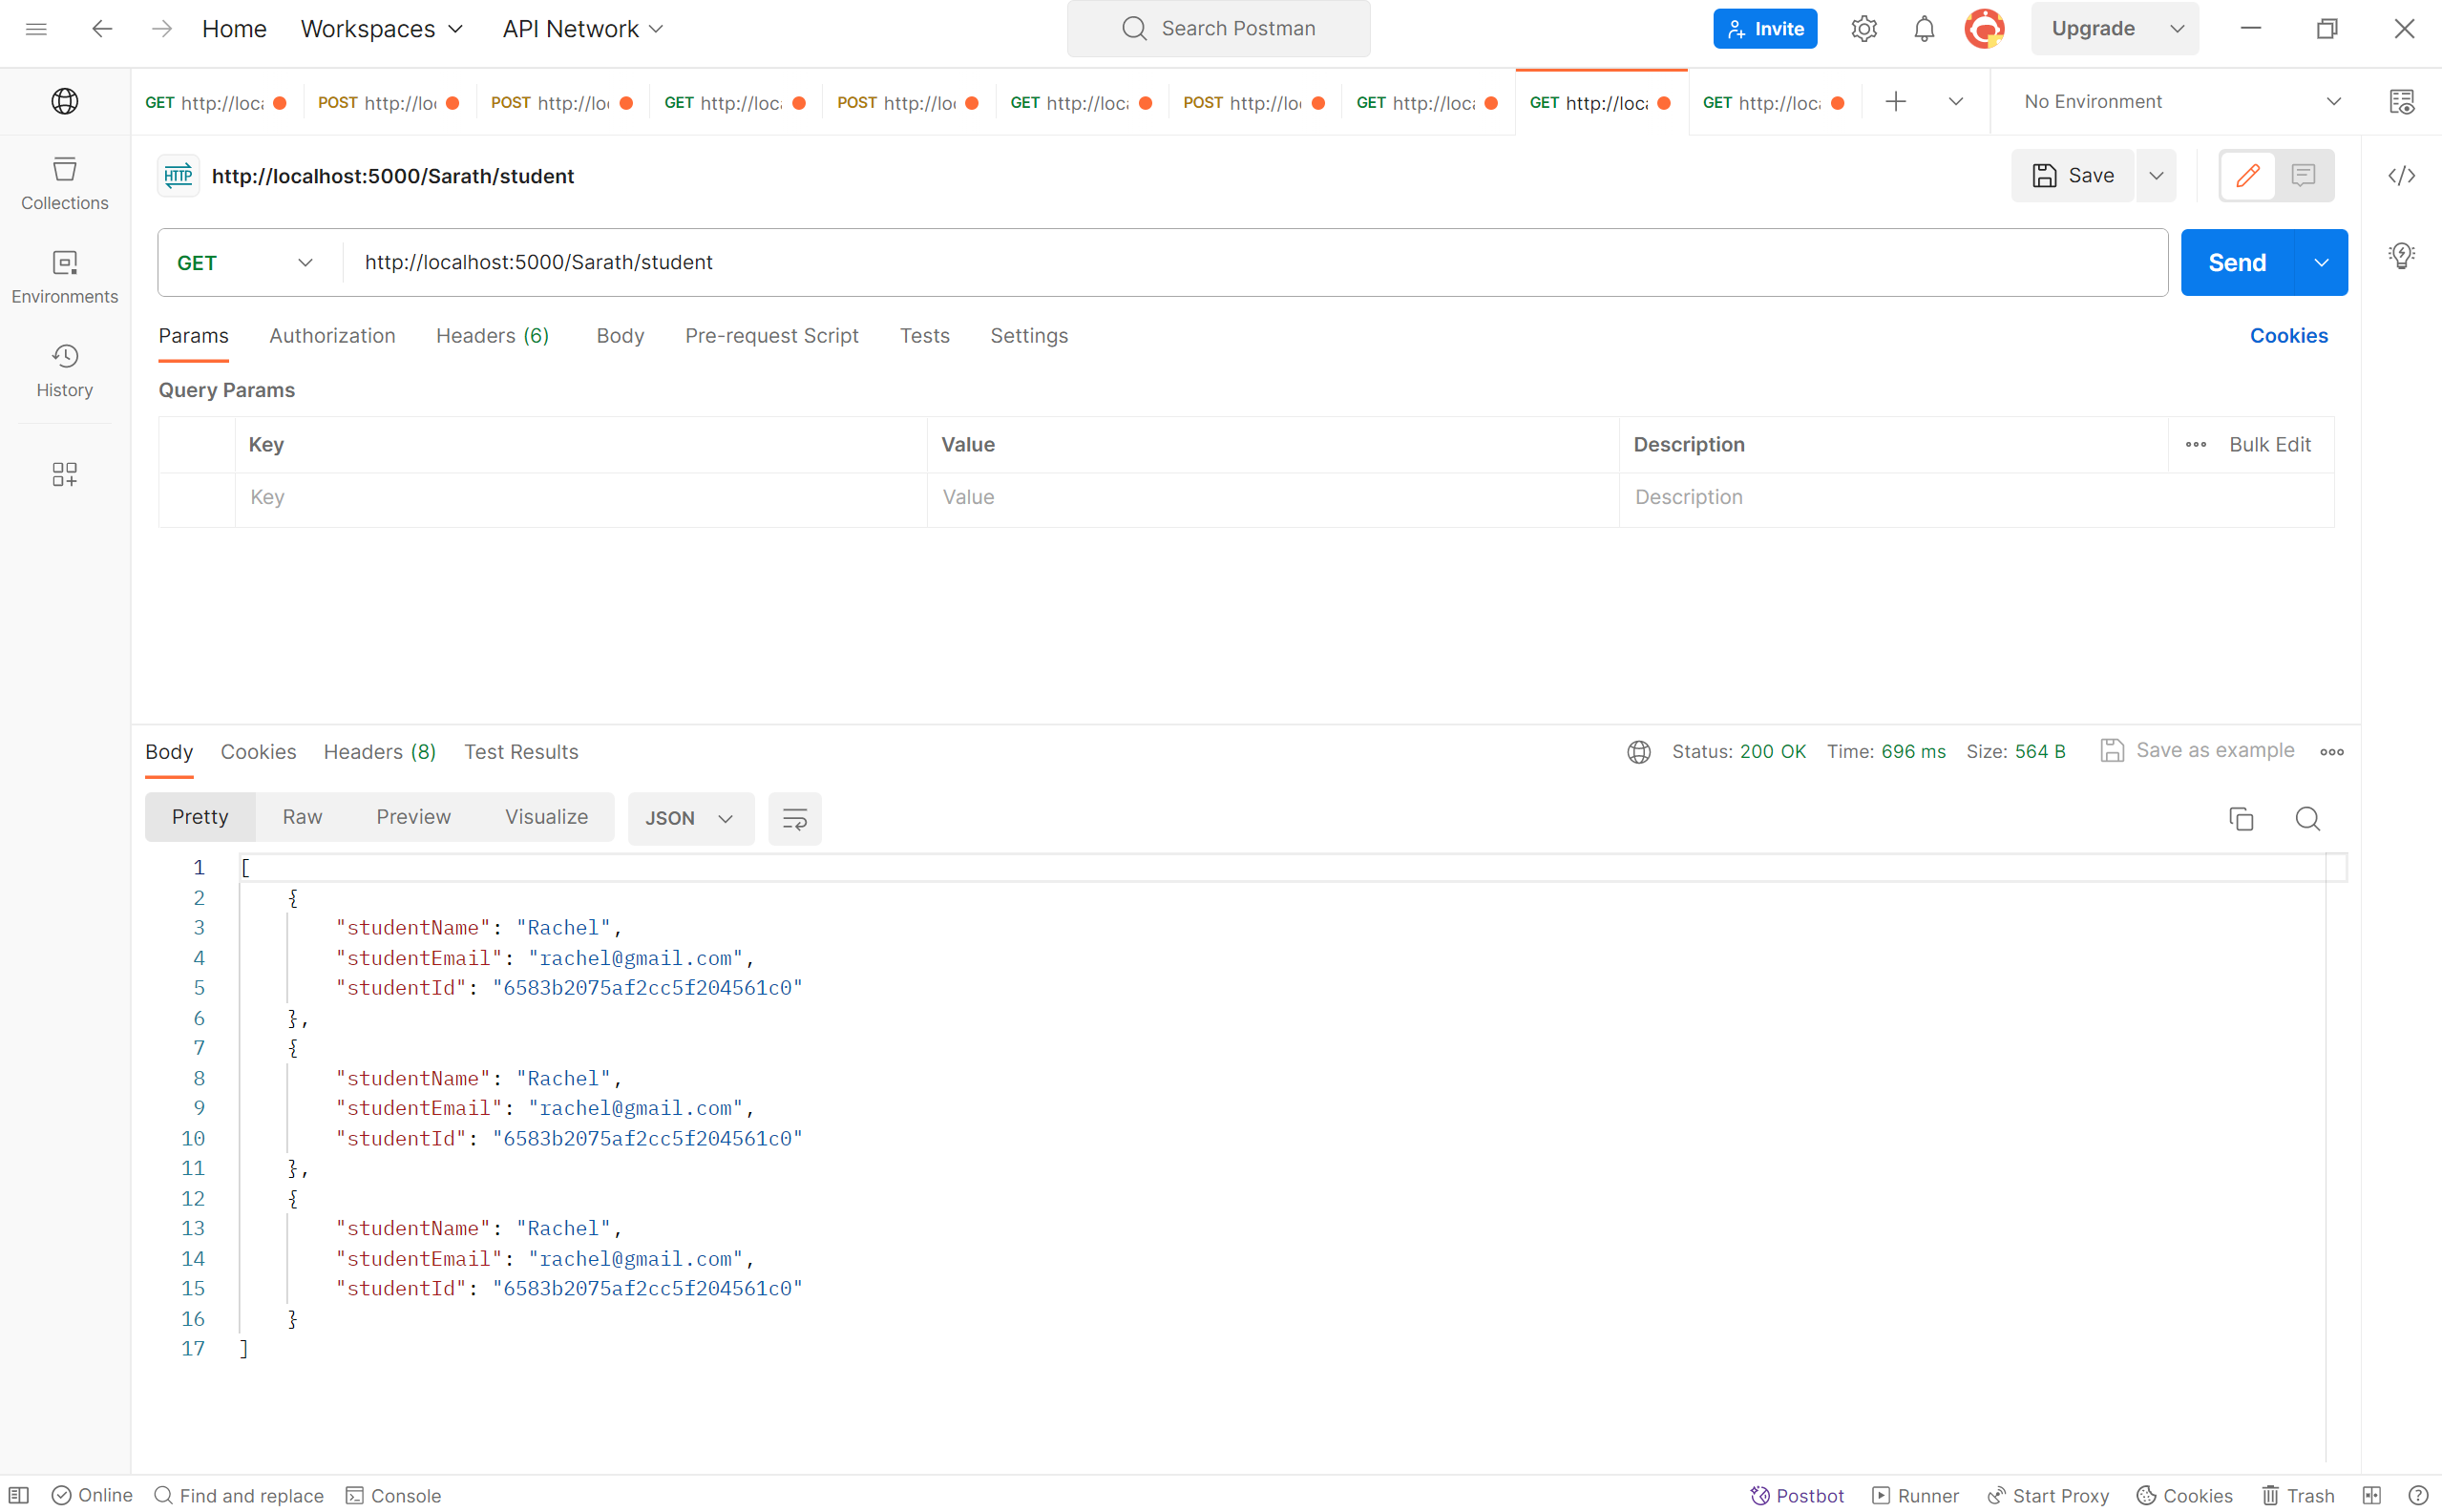 Home Workspaces API Network Search Postman Invite Upgrade
GET http://loca POST http://lo POST http://lo GET http://loca POST http://lo GET http://loca POST http://lo GET http://loca GET http://loca GET http://loca No Environment
Collections
Environments
History
HTTP http://localhost:5000/Sarath/student Save
GET http://localhost:5000/Sarath/student Send
Params Authorization Headers (6) Body Pre-request Script Tests Settings Cookies
Query Params
Key Value Description Bulk Edit
Key Value Description
Body Cookies Headers (8) Test Results Status: 200 OK Time: 696 ms Size: 564 B Save as example
Pretty Raw Preview Visualize JSON
1 [
2 {
3 "studentName": "Rachel",
4 "studentEmail": "rachel@gmail.com",
5 "studentId": "6583b2075af2cc5f204561c0"
6 },
7 {
8 "studentName": "Rachel",
9 "studentEmail": "rachel@gmail.com",
10 "studentId": "6583b2075af2cc5f204561c0"
11 },
12 {
13 "studentName": "Rachel",
14 "studentEmail": "rachel@gmail.com",
15 "studentId": "6583b2075af2cc5f204561c0"
16 }
17 ]
Online Find and replace Console Postbot Runner Start Proxy Cookies Trash